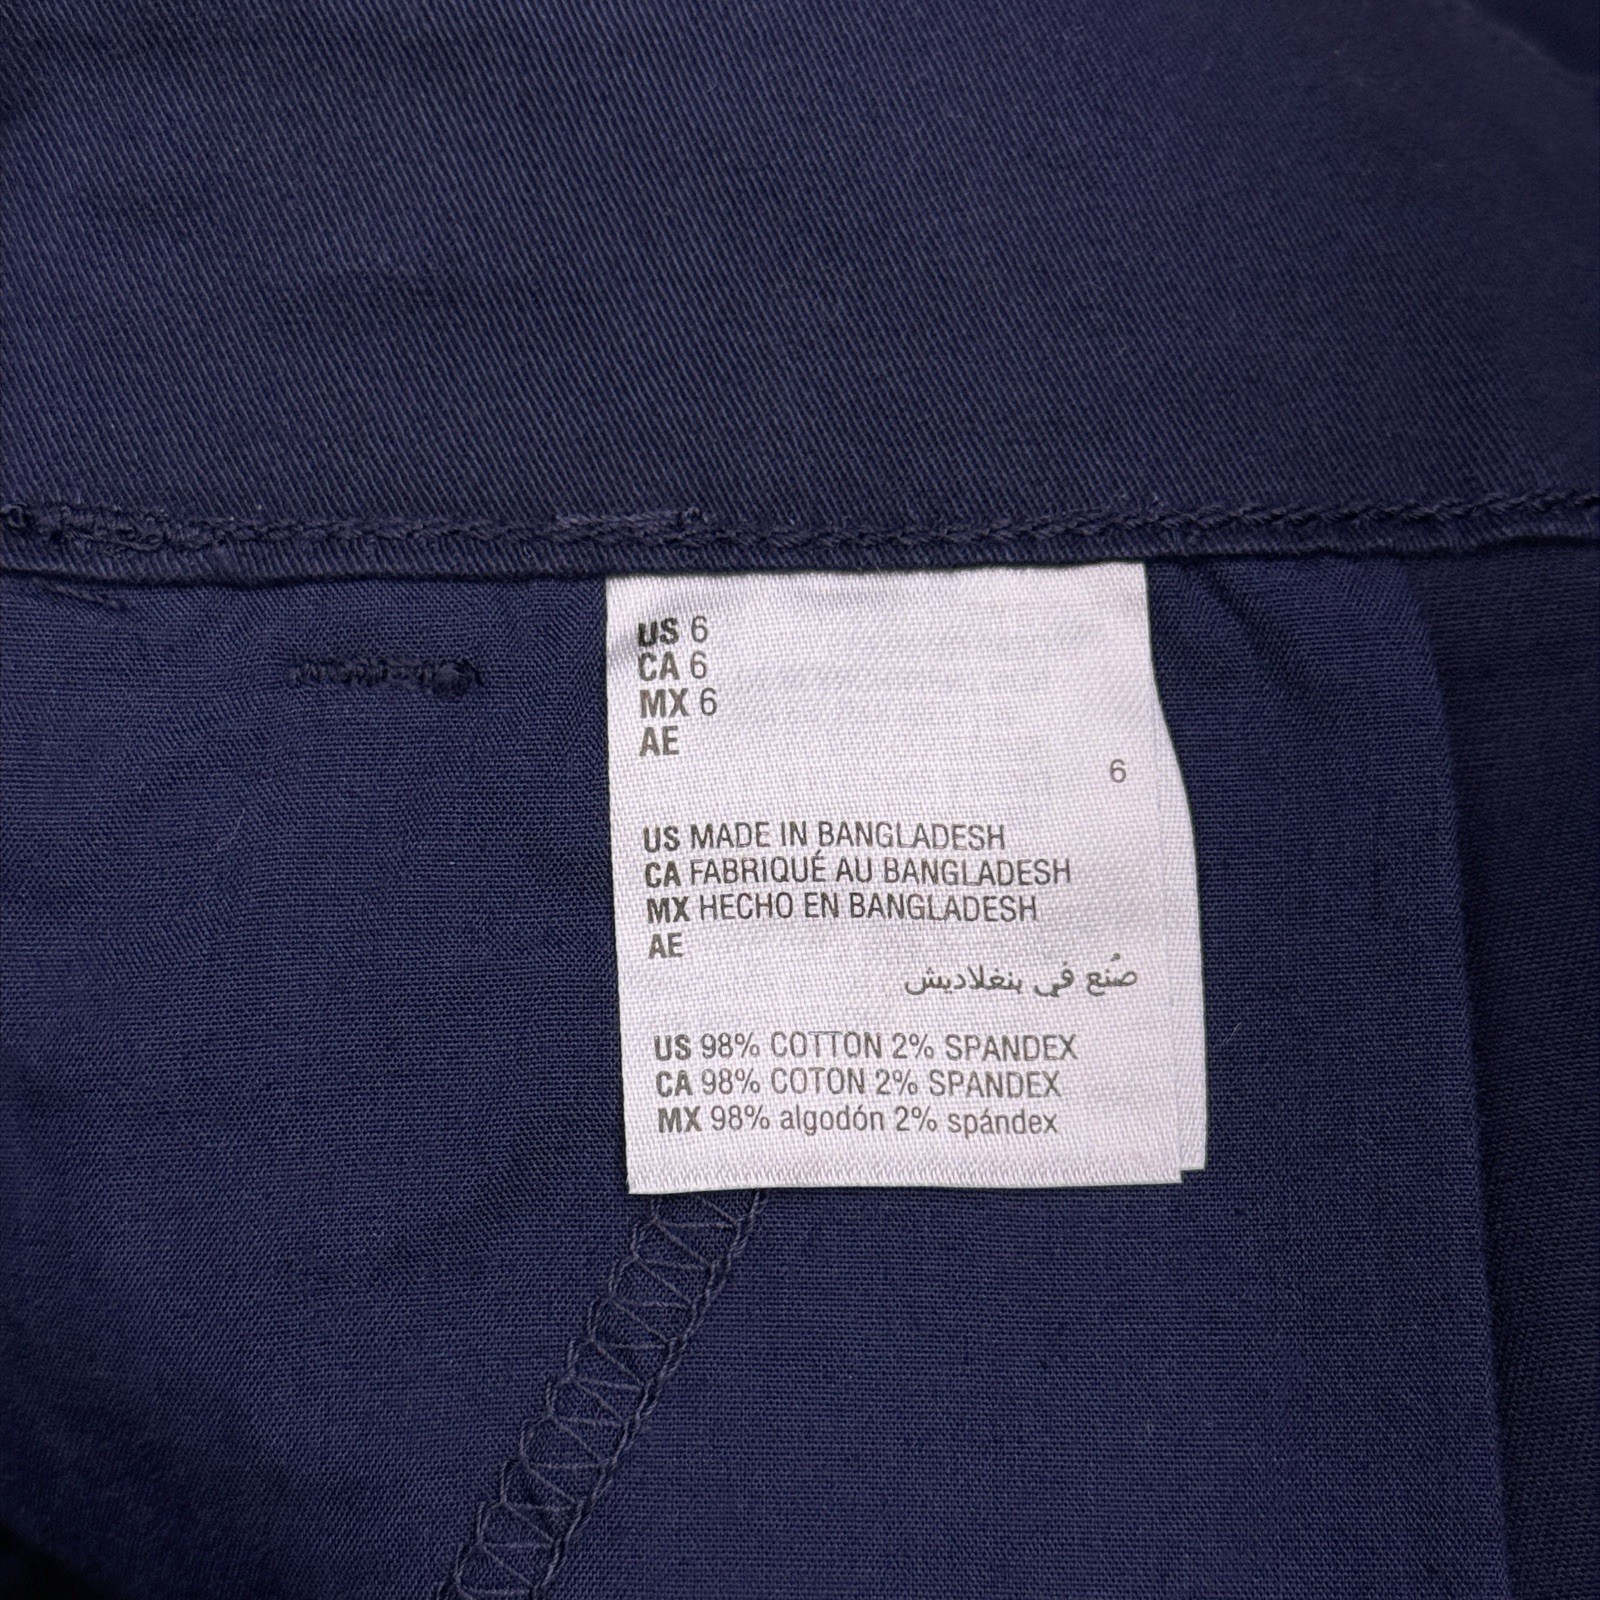 US 6
CA 6
MX 6
AE
6
US MADE IN BANGLADESH
CA FABRIQUÉ AU BANGLADESH
MX HECHO EN BANGLADESH
AE
صُنع في بنغلاديش
US 98% COTTON 2% SPANDEX
CA 98% COTON 2% SPANDEX
MX 98% algodón 2% spándex